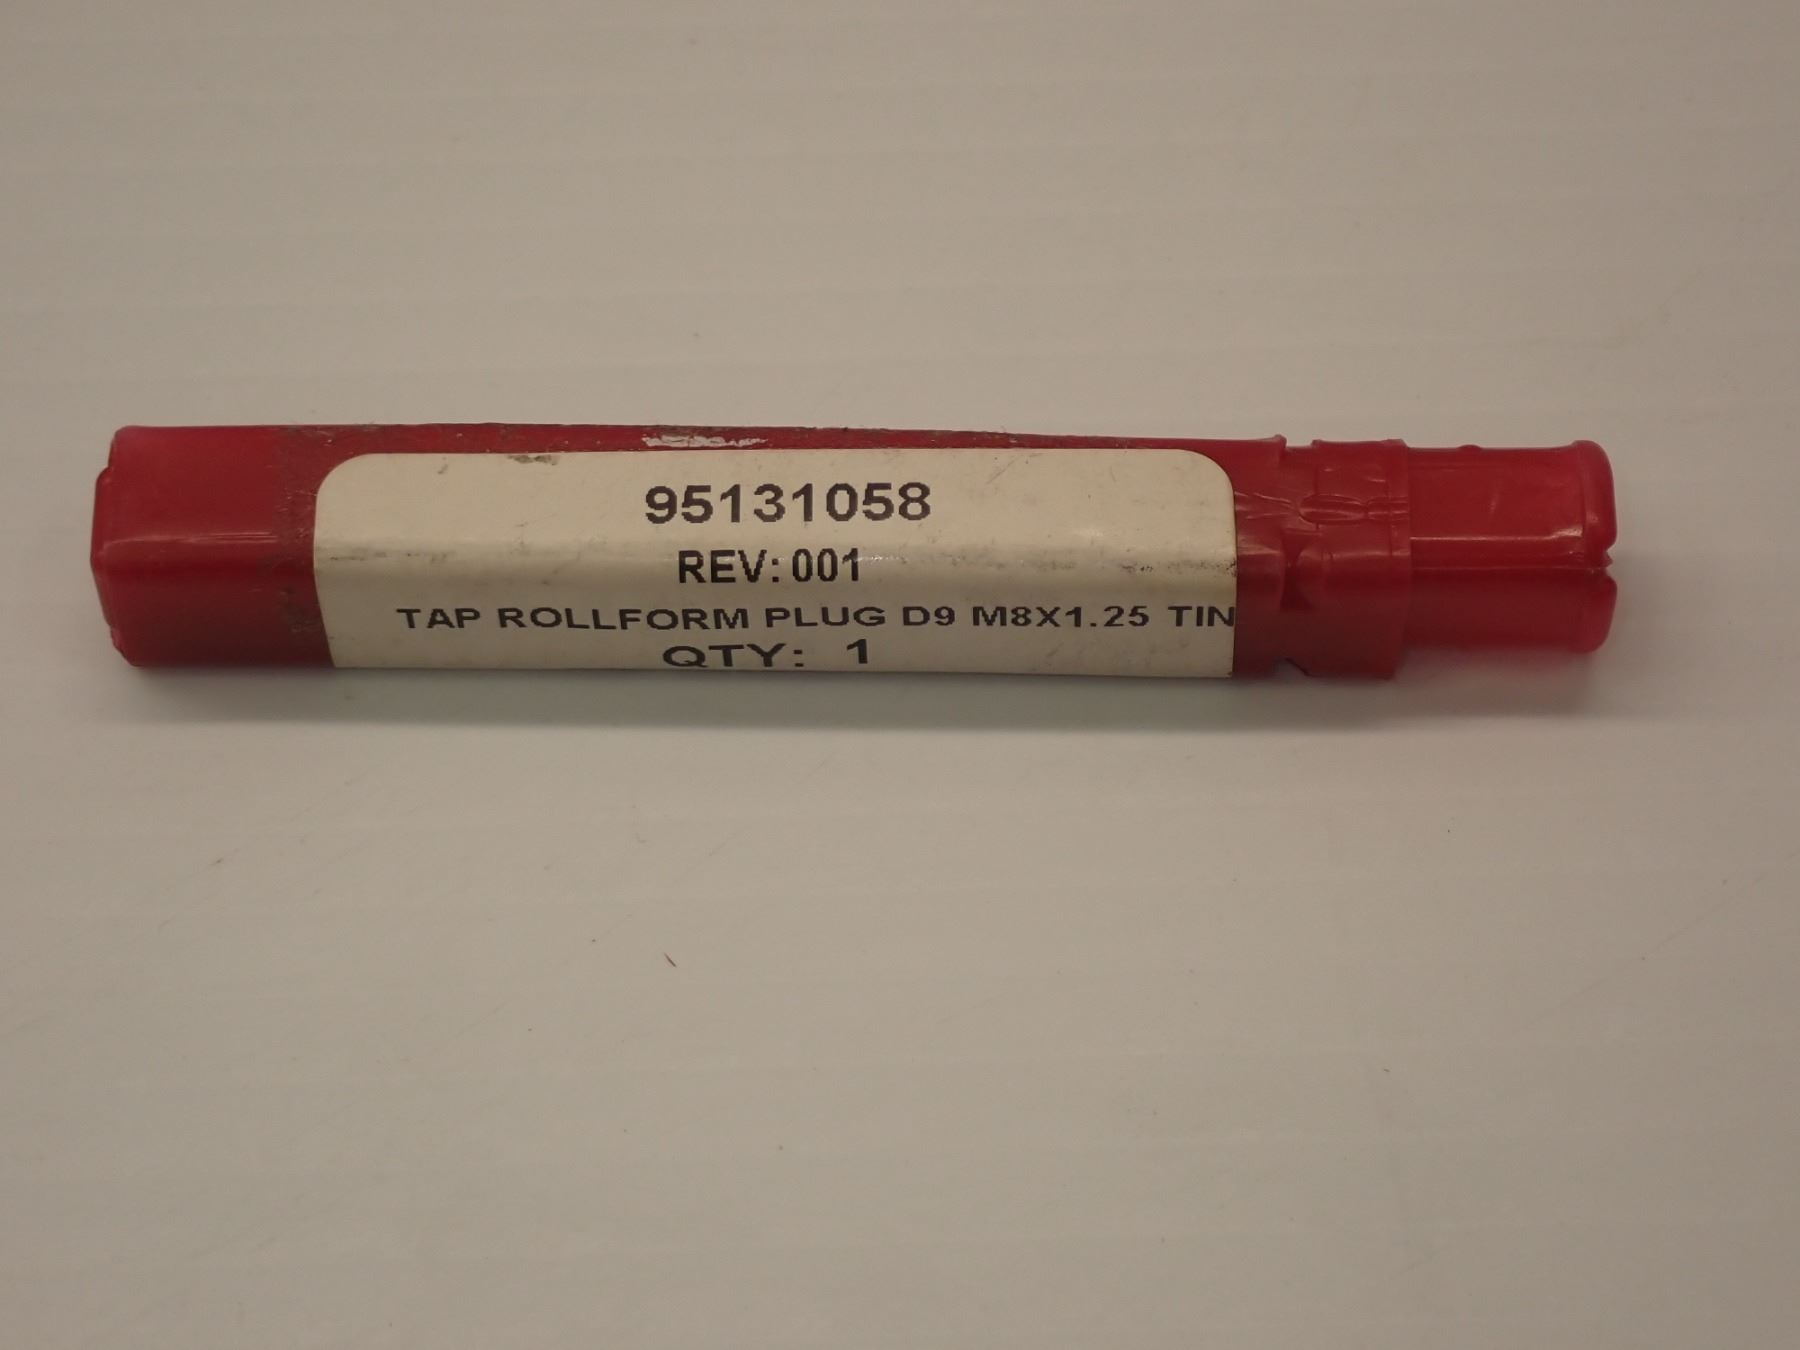 95131058
REV: 001
TAP ROLLFORM PLUG D9 M8X1.25 TIN
QTY: 1